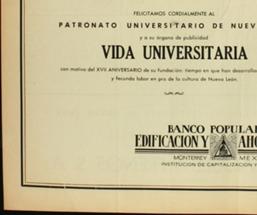 FELICITAMOS CORDIALMENTE AL
PATRONATO UNIVERSITARIO DE NUEV
y a su órgano de publicidad
VIDA UNIVERSITARIA
con motivo del XVII ANIVERSARIO de su fundación: tiempo en que han desarrollo
y fecunda labor en pro de la cultura de Nuevo León.
BANCO POPULA
EDIFICACION Y AHO
MONTERREY MEX
INSTITUCION DE CAPITALIZACION Y